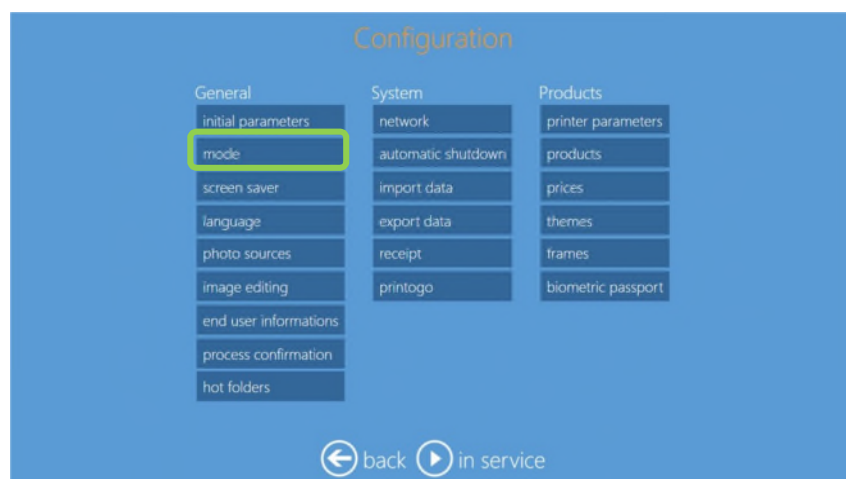 Configuration
General
initial parameters
mode
screen saver
language
photo sources
image editing
end user informations
process confirmation
hot folders
System
network
automatic shutdown
import data
export data
receipt
printogo
Products
printer parameters
products
prices
themes
frames
biometric passport
back in service